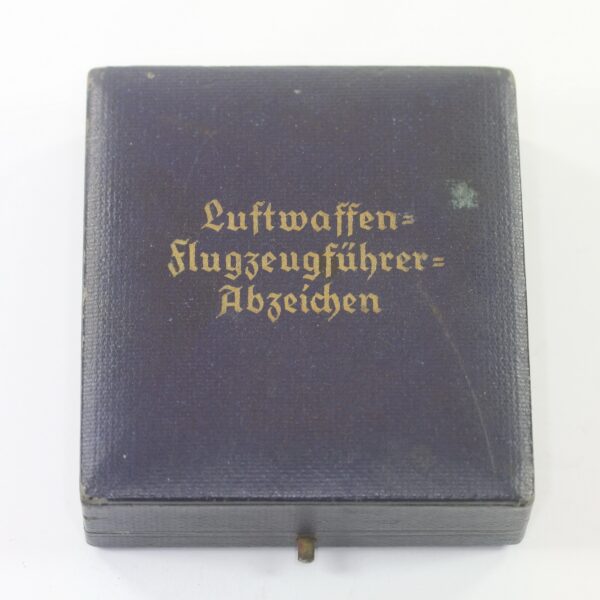 Luftwaffen=
Flugzeugführer=
Abzeichen